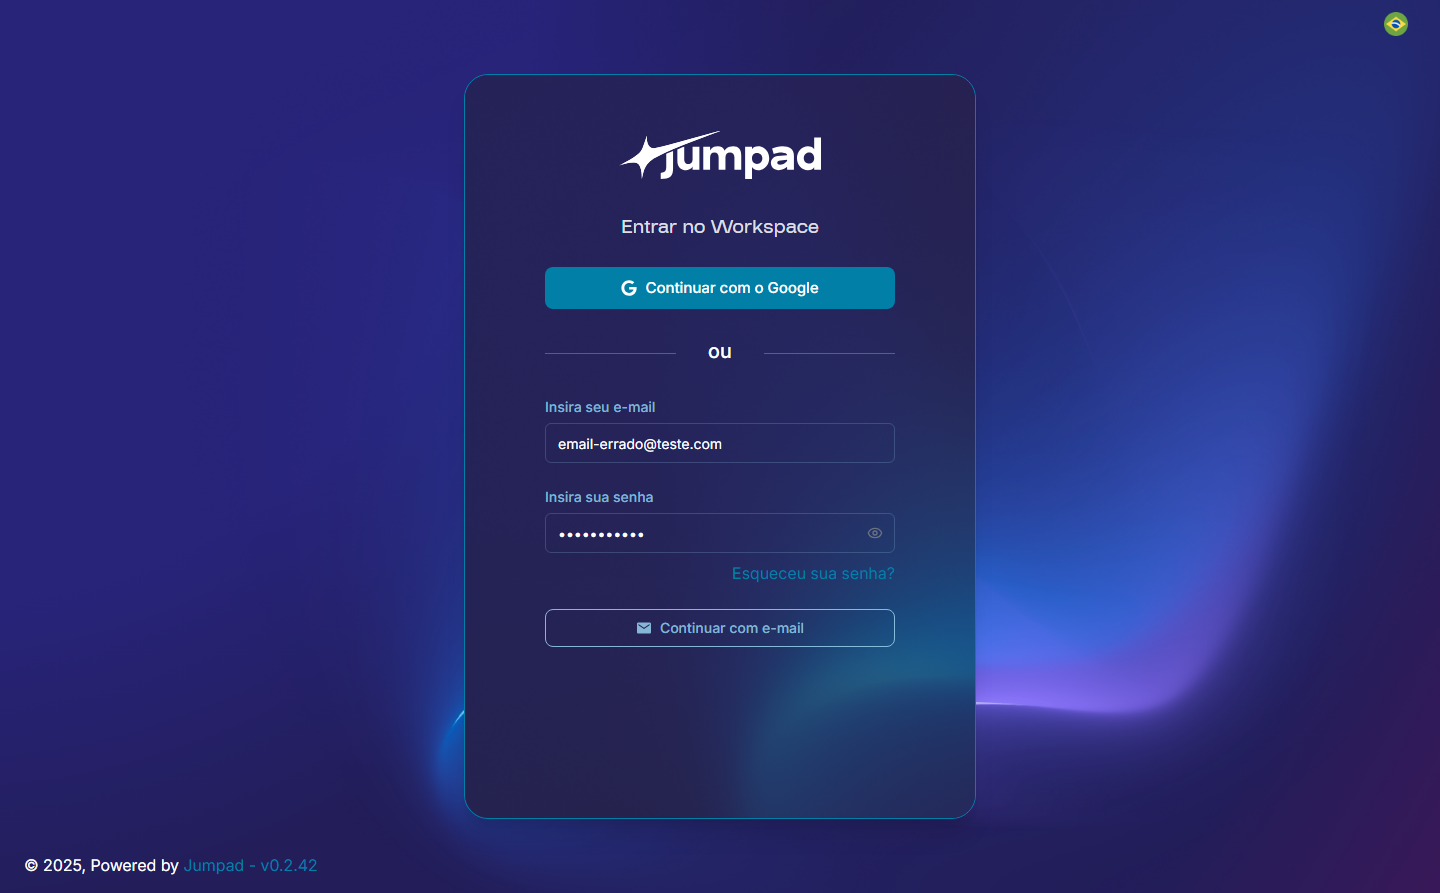 jumpad
Entrar no Workspace
Continuar com o Google
ou
Insira seu e-mail
email-errado@teste.com
Insira sua senha
•••••••••••
Esqueceu sua senha?
Continuar com e-mail
© 2025, Powered by Jumpad - v0.2.42